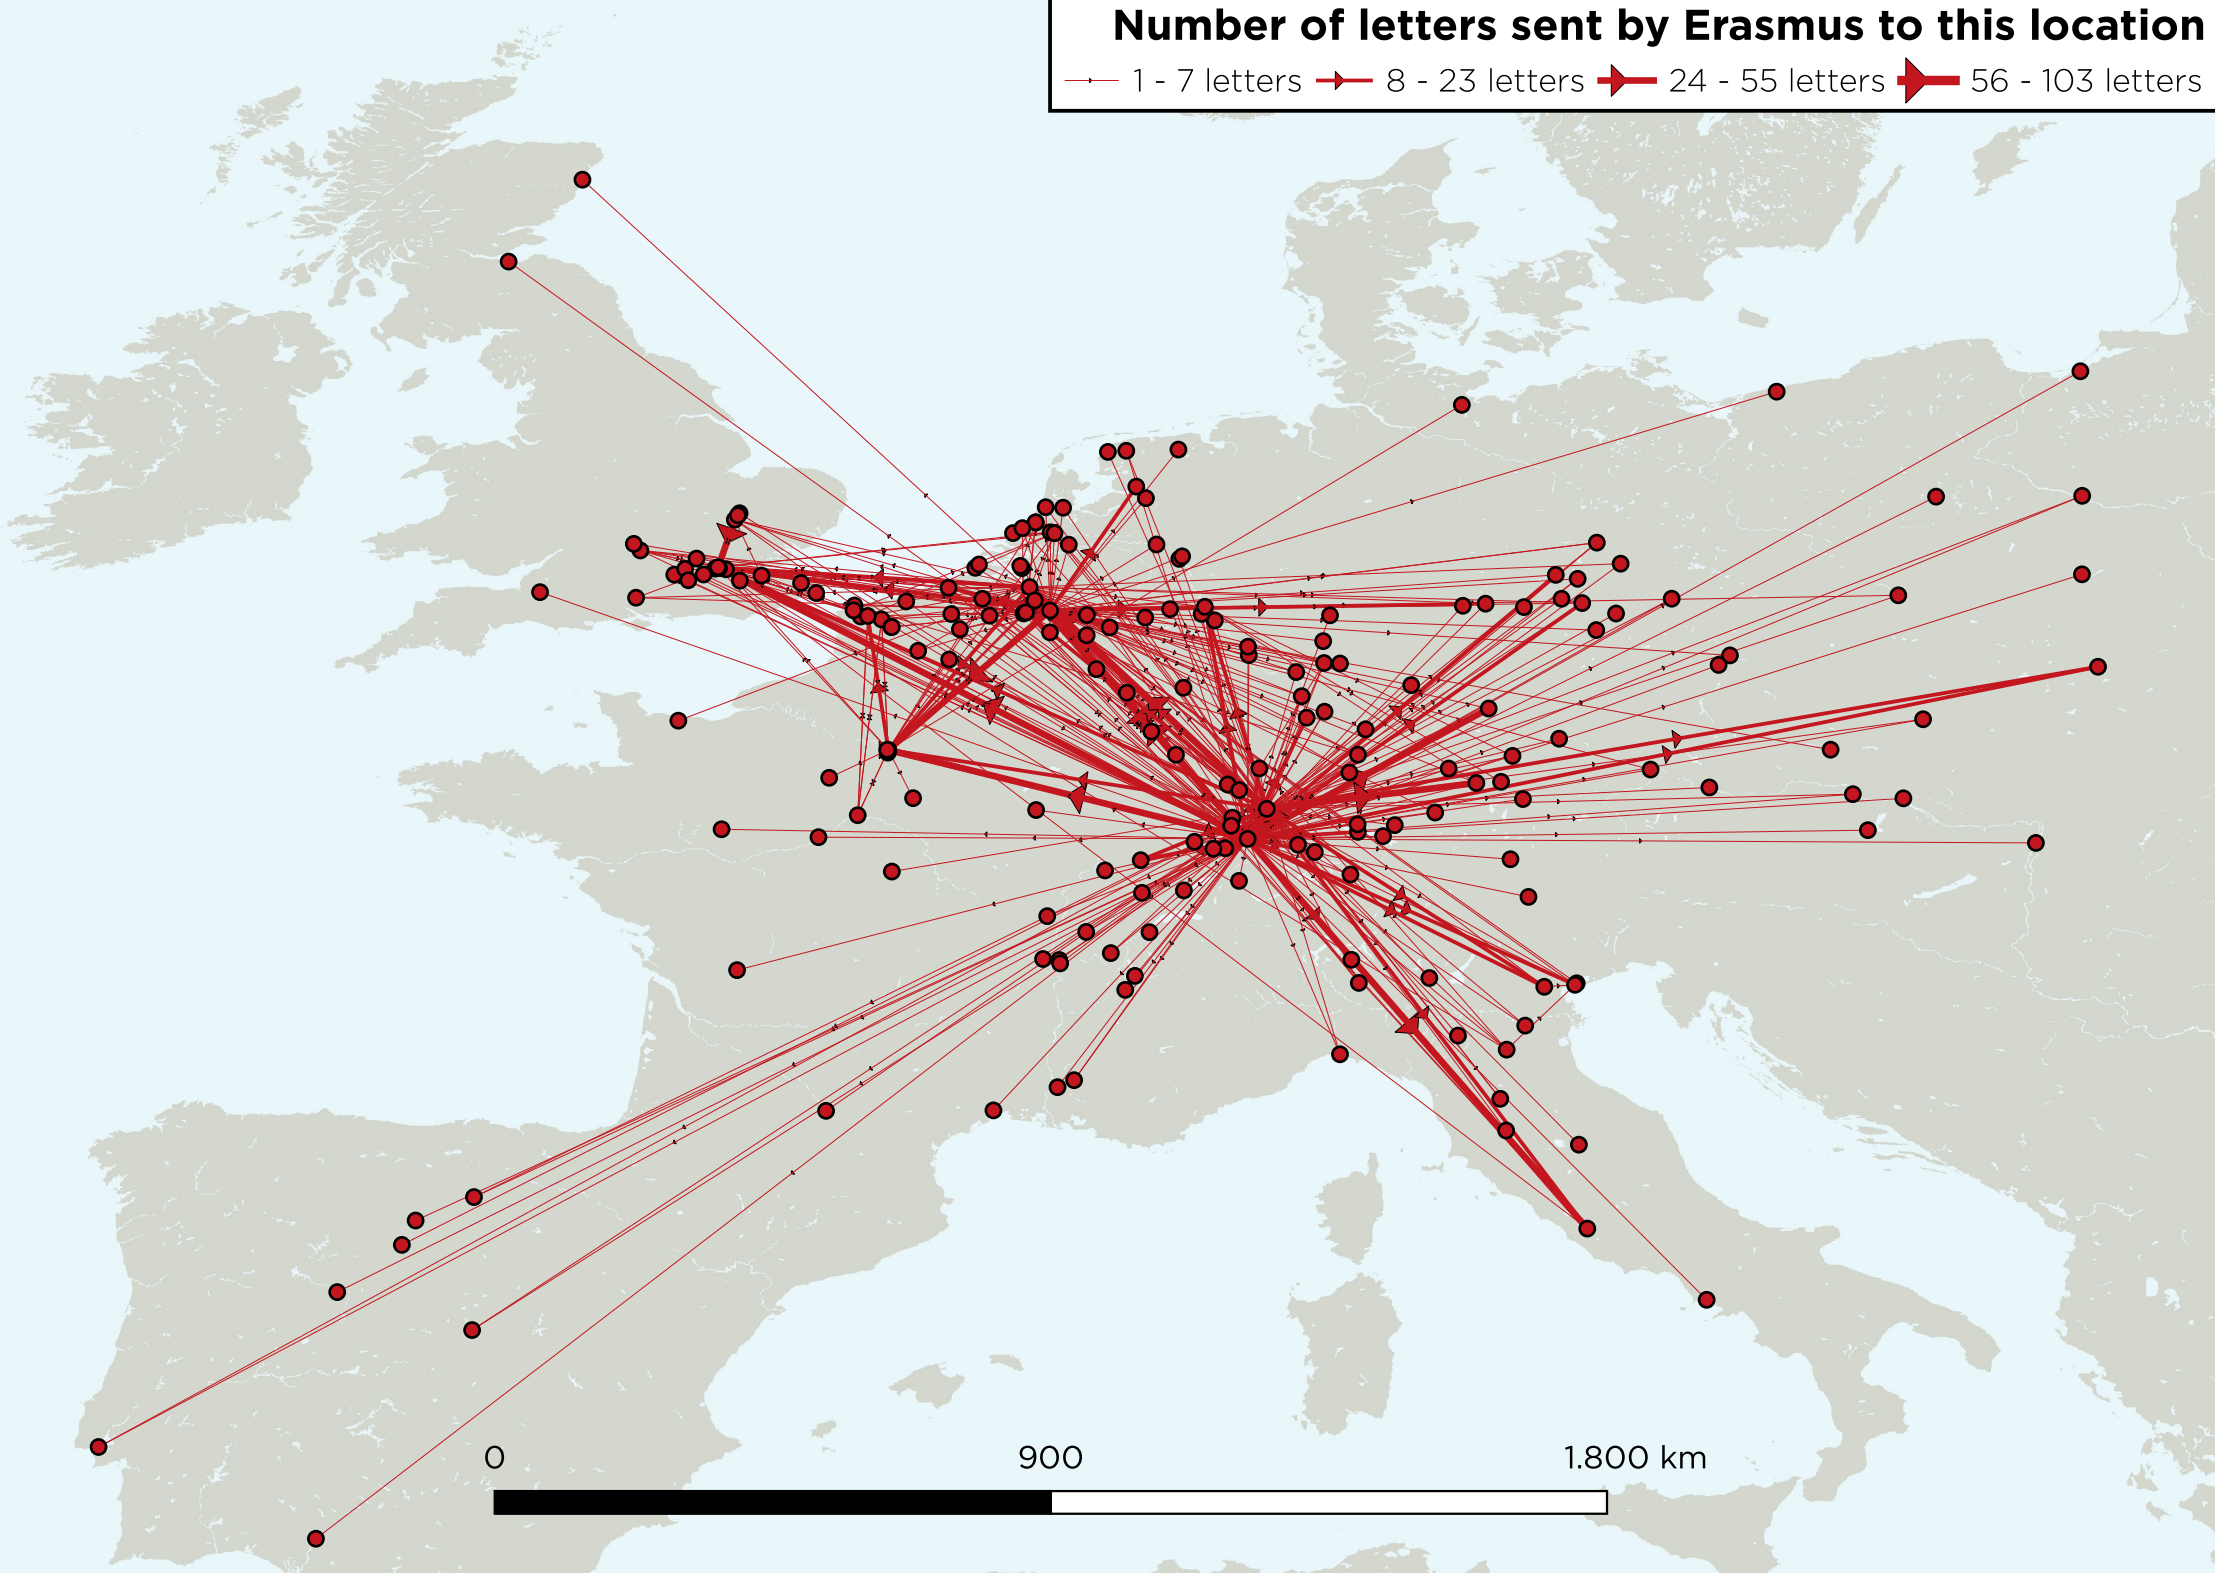 Number of letters sent by Erasmus to this location
1 - 7 letters 8 - 23 letters 24 - 55 letters 56 - 103 letters
0 900 1.800 km